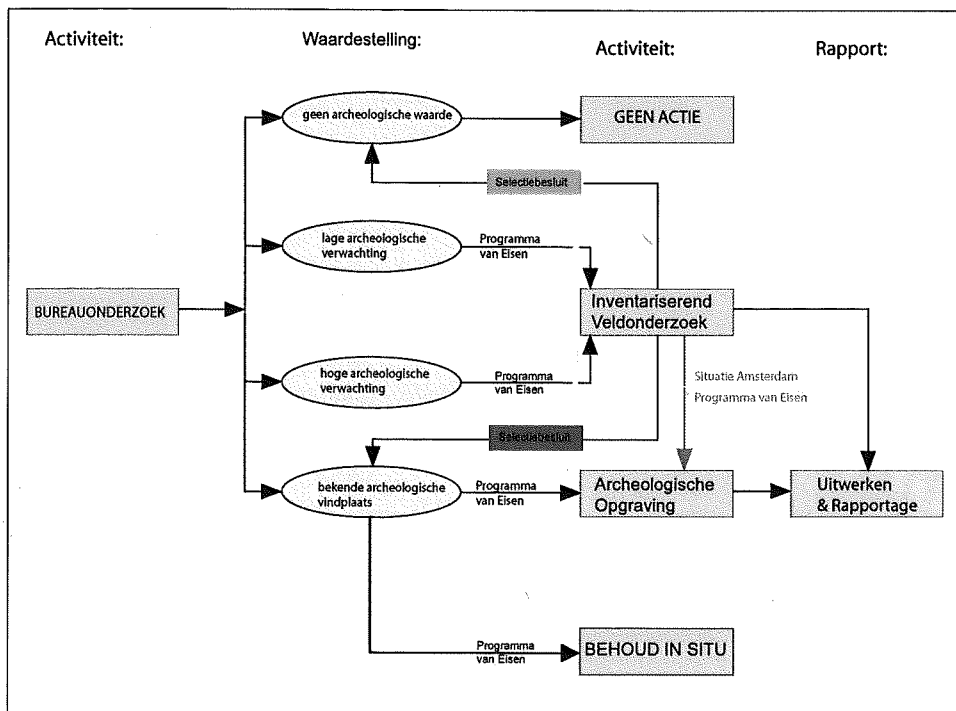 Activiteit:
Waardestelling:
Activiteit:
Rapport:
geen archeologische waarde
GEEN ACTIE
Selectiebesluit
lage archeologische
verwachting
Programma
van Eisen
BUREAUONDERZOEK
Inventariserend
Veldonderzoek
hoge archeologische
verwachting
Programma
van Eisen
Situatie Amsterdam
Programma van Eisen
Selectiebesluit
bekende archeologische
vindplaats
Programma
van Eisen
Archeologische
Opgraving
Uitwerken
& Rapportage
Programma
van Eisen
BEHOUD IN SITU